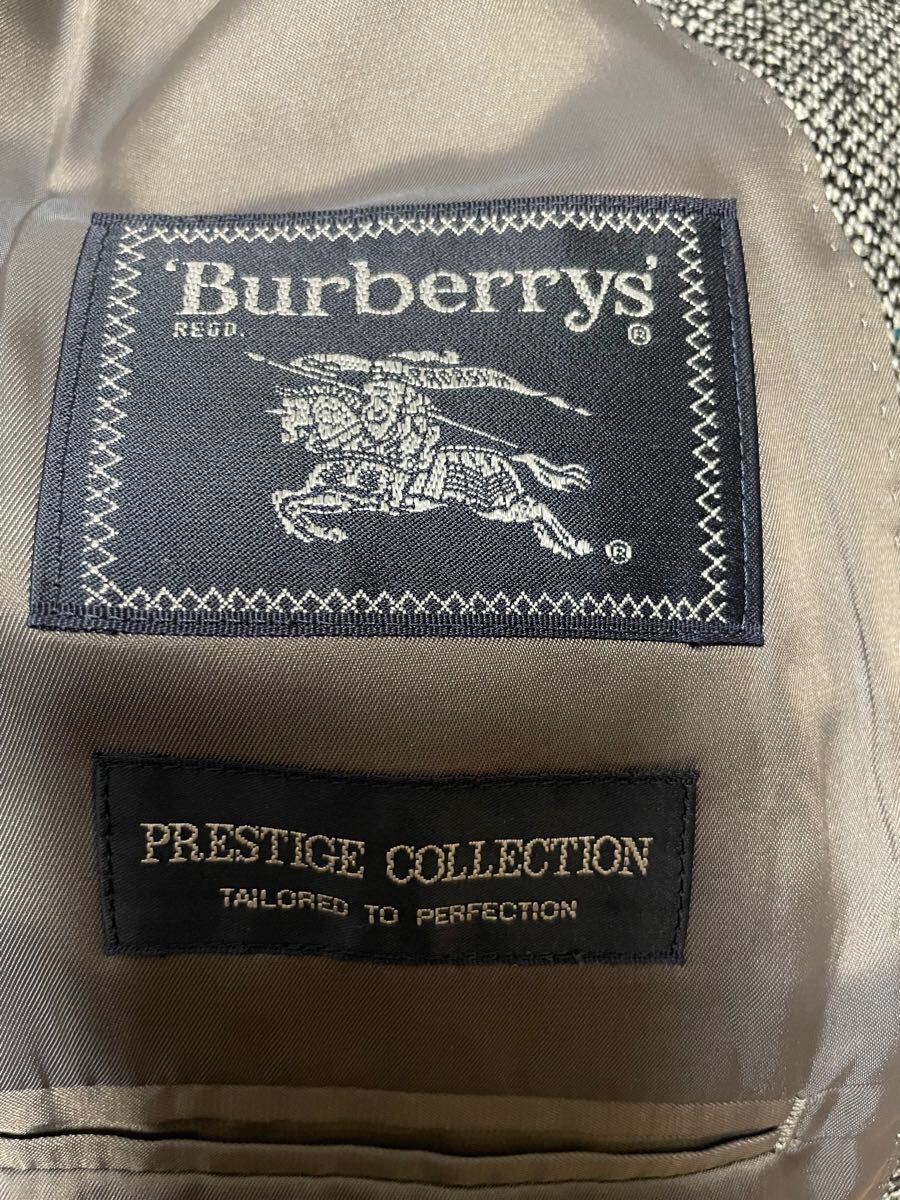 ‘Burberrys’
REGD. ®
®
PRESTIGE COLLECTION
TAILORED TO PERFECTION